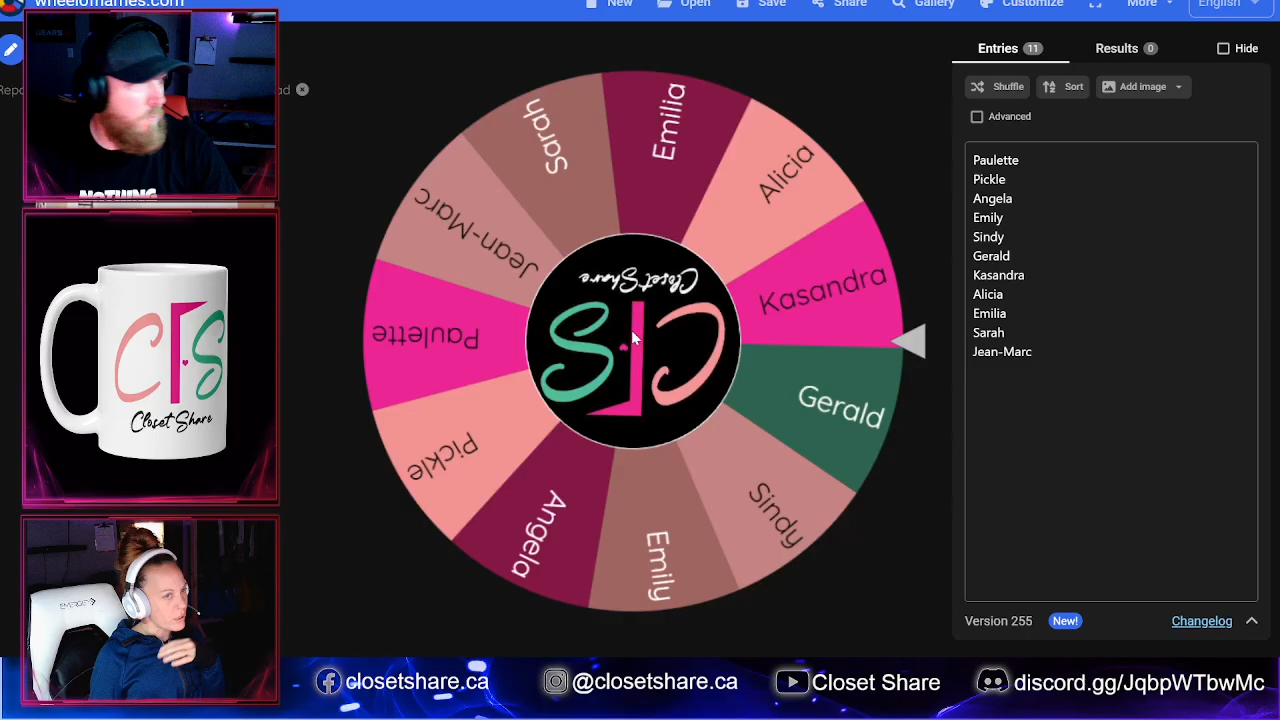 wheelofnames.com
New
Open
Save
Share
Gallery
Customize
More
English
Entries 11
Results 0
Hide
Shuffle
Sort
Add image
Advanced
Paulette
Pickle
Angela
Emily
Sindy
Gerald
Kasandra
Alicia
Emilia
Sarah
Jean-Marc
Version 255
New!
Changelog
Emilia
Alicia
Kasandra
Gerald
Sindy
Emily
Angela
Pickle
Paulette
Jean-Marc
Sarah
Closet Share
CS
NOTHING
CS
Closet Share
closetshare.ca
@closetshare.ca
Closet Share
discord.gg/JqbpWTbwMc